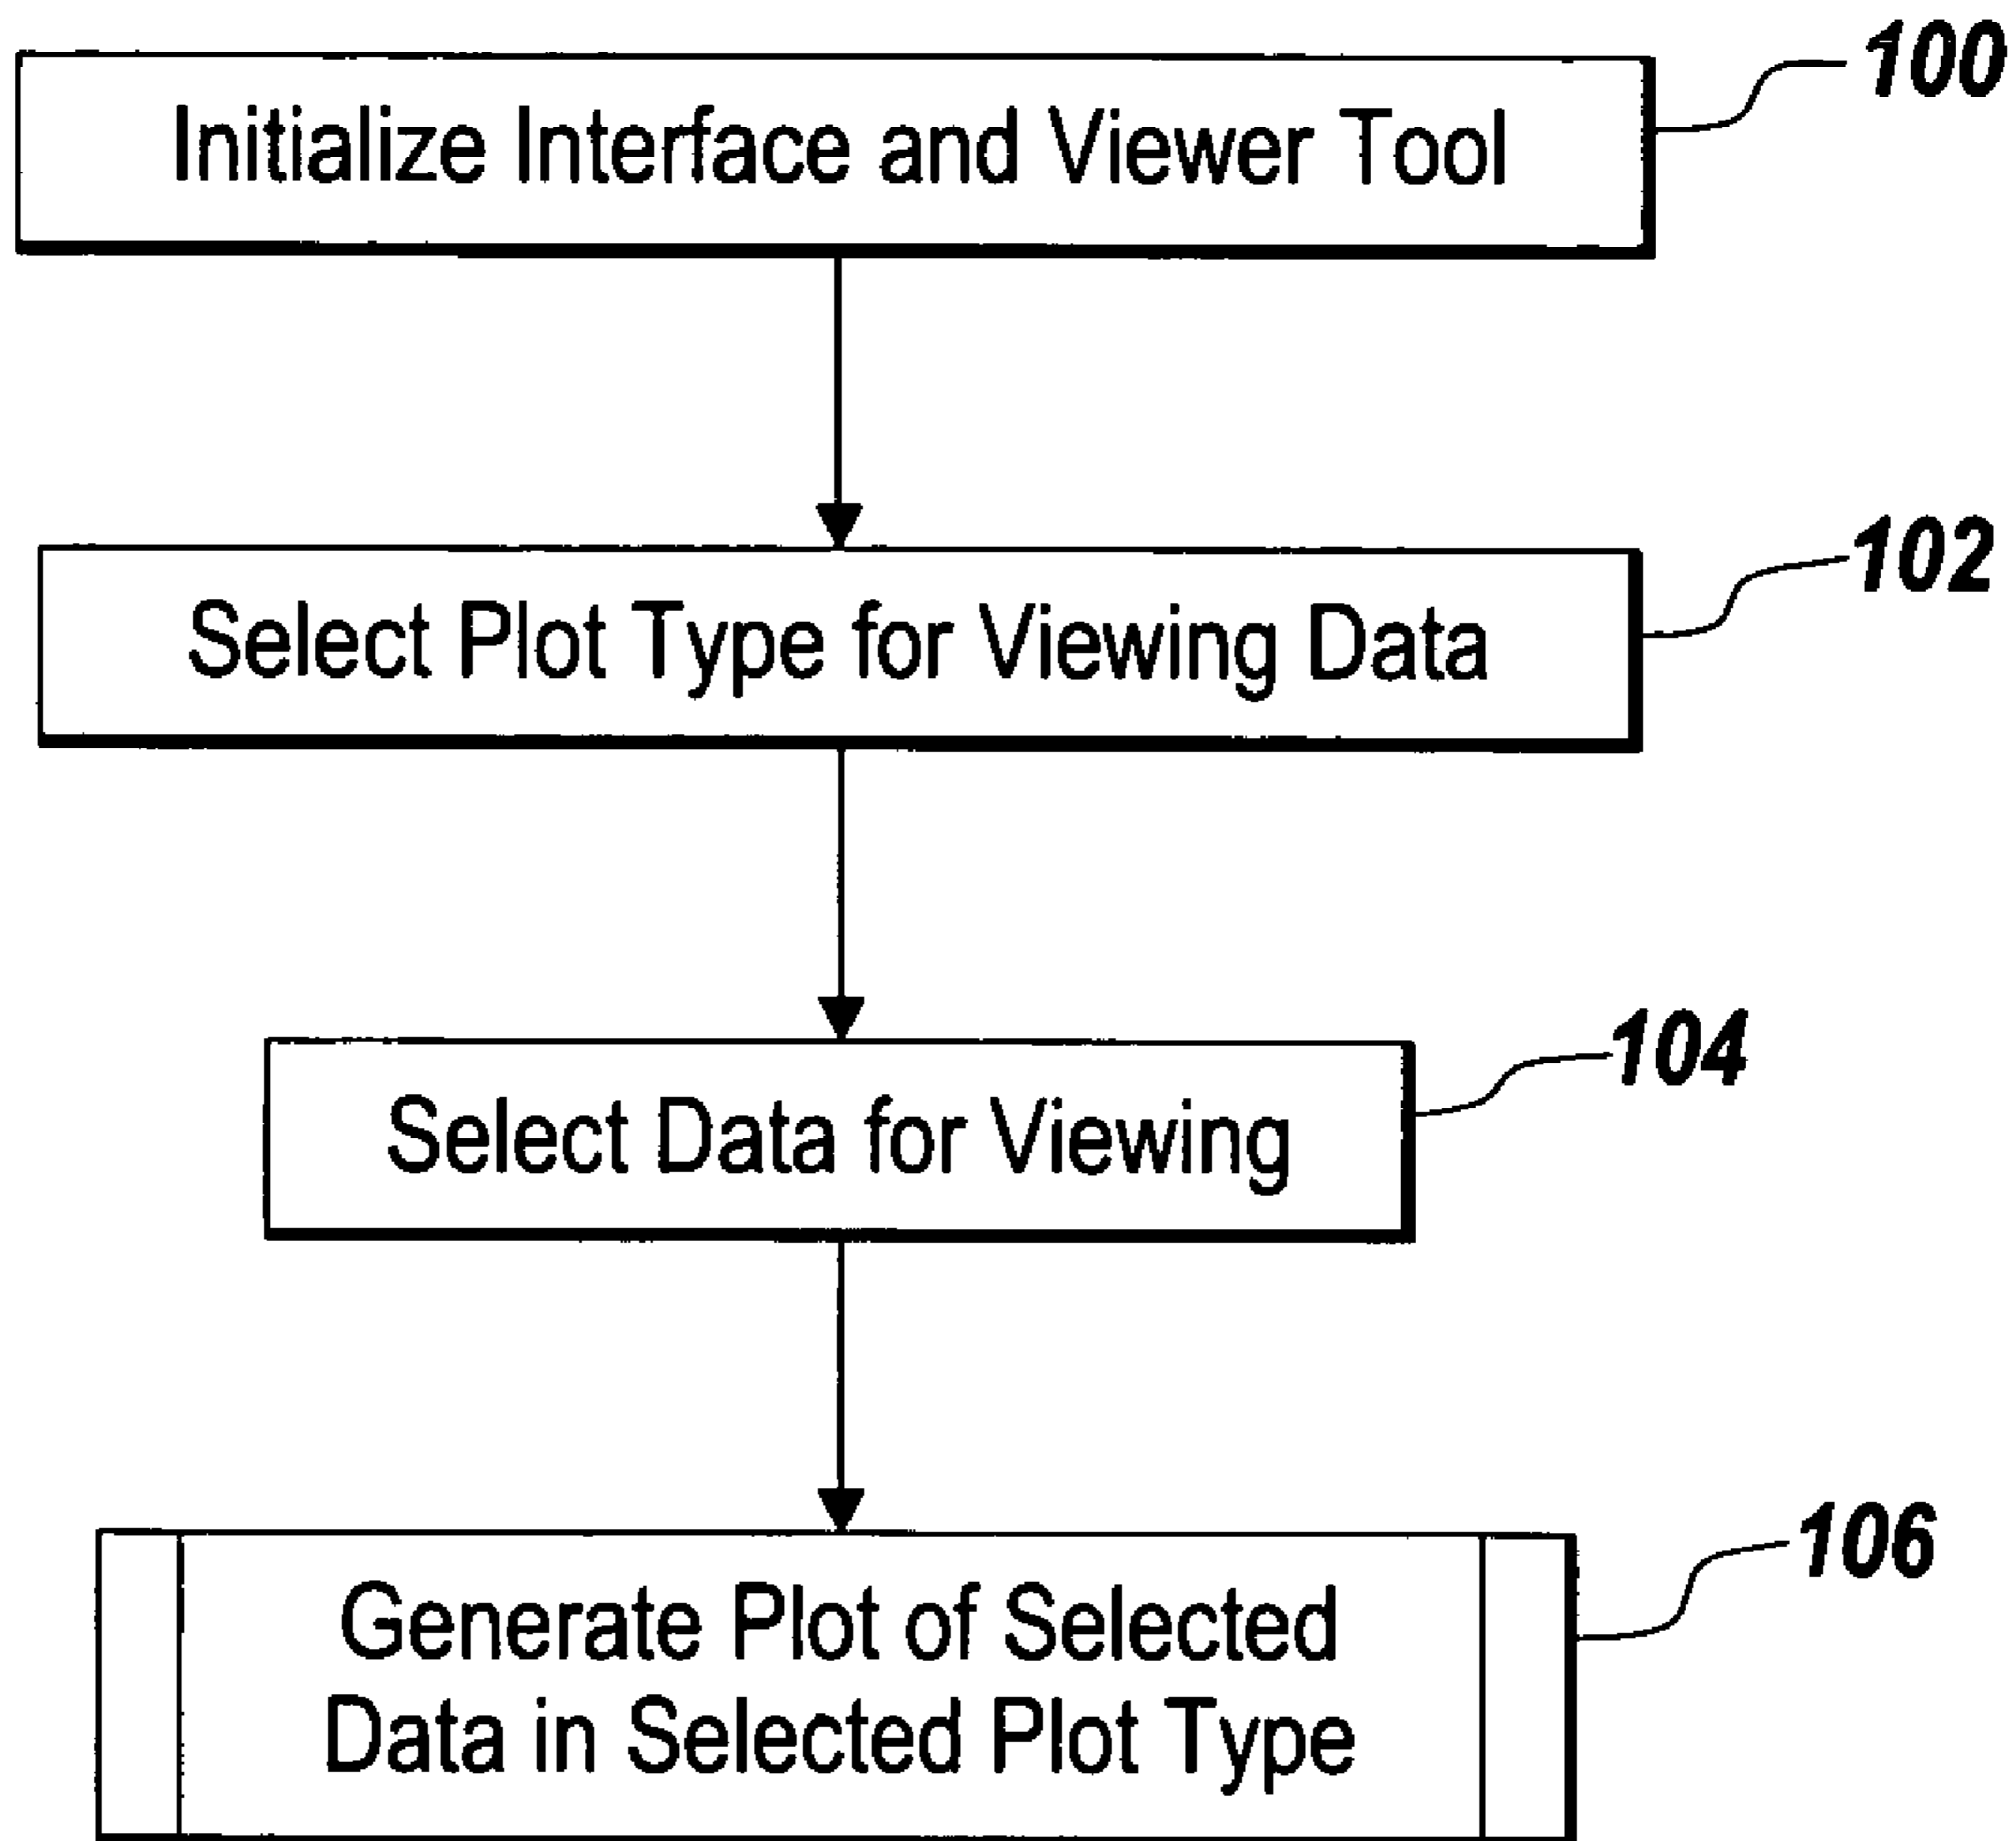 100
Initialize Interface and Viewer Tool
102
Select Plot Type for Viewing Data
104
Select Data for Viewing
106
Generate Plot of Selected
Data in Selected Plot Type